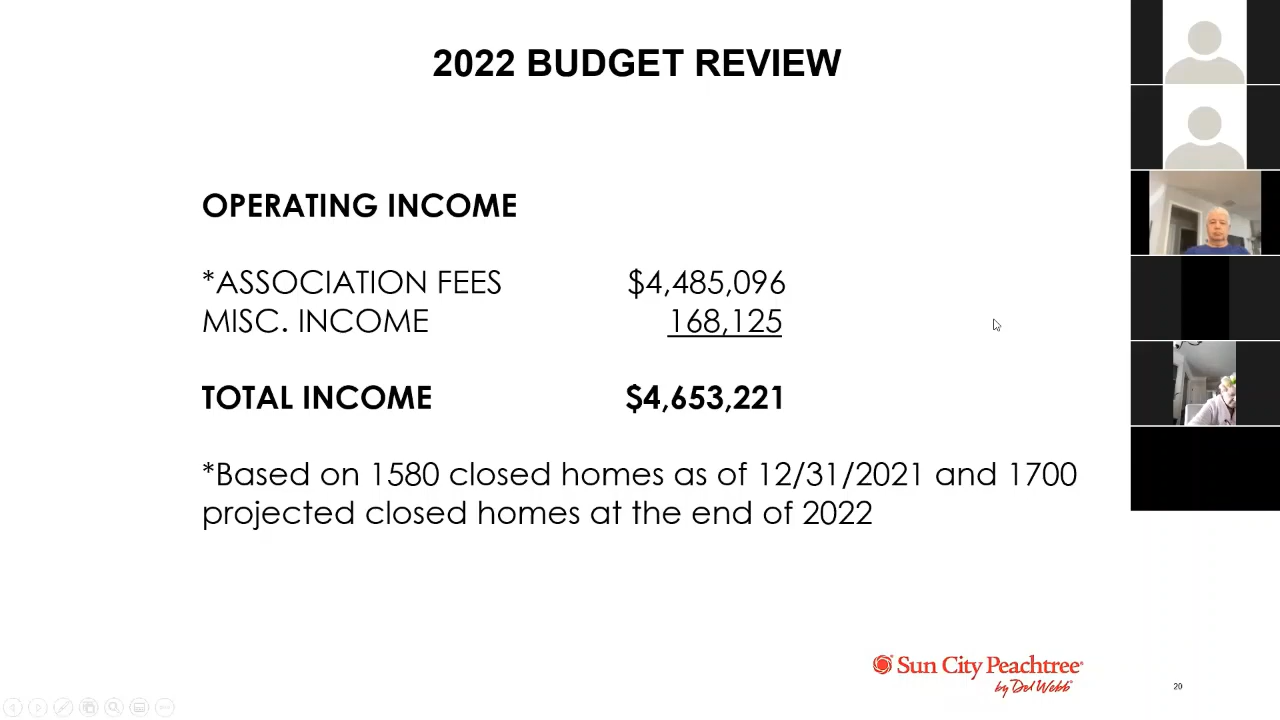 2022 BUDGET REVIEW
OPERATING INCOME
*ASSOCIATION FEES $4,485,096
MISC. INCOME 168,125
TOTAL INCOME $4,653,221
*Based on 1580 closed homes as of 12/31/2021 and 1700
projected closed homes at the end of 2022
Sun City Peachtree®
by Del Webb®
20